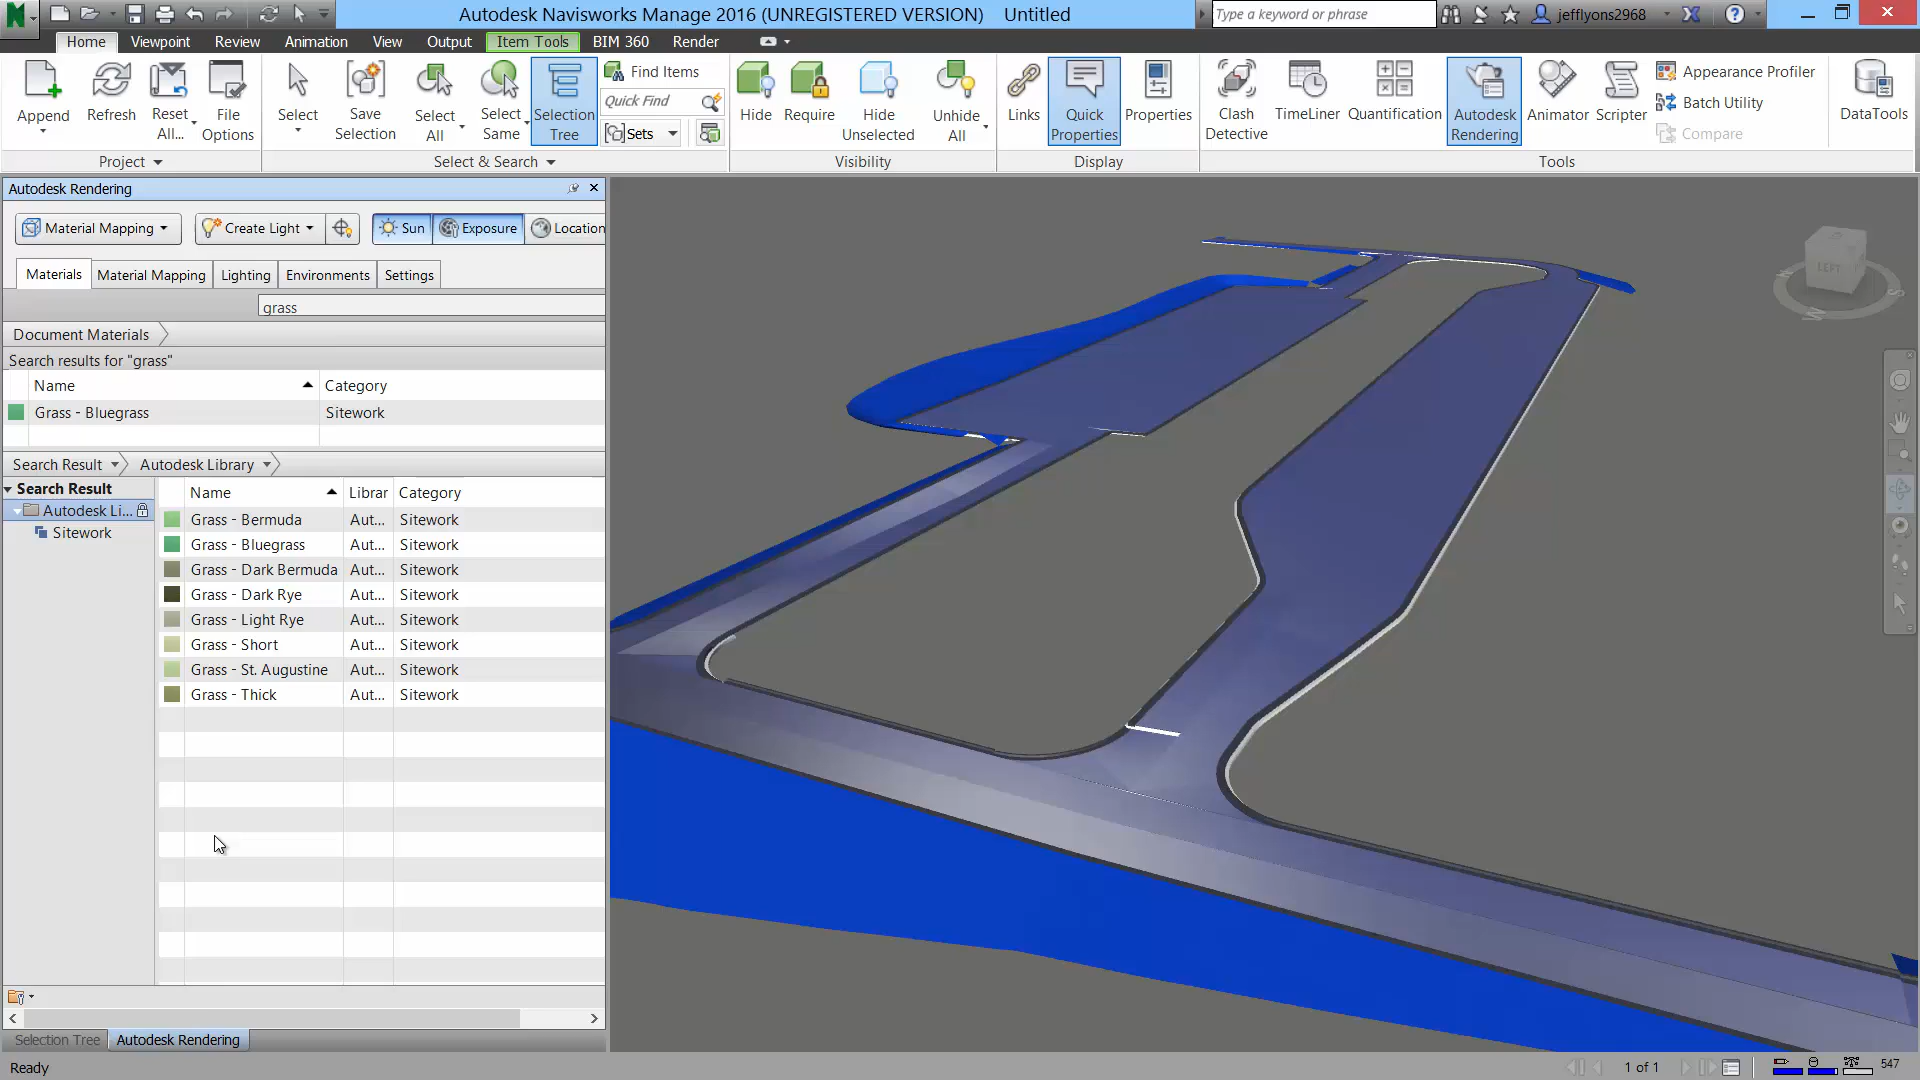 Autodesk Navisworks Manage 2016 (UNREGISTERED VERSION) Untitled
Type a keyword or phrase
jefflyons2968
Home Viewpoint Review Animation View Output Item Tools BIM 360 Render
Append
Refresh
Reset All...
File Options
Project
Select
Save Selection
Select All
Select Same
Selection Tree
Find Items
Quick Find
Sets
Select & Search
Hide
Require
Hide Unselected
Unhide All
Visibility
Links
Quick Properties
Properties
Display
Clash Detective
TimeLiner
Quantification
Autodesk Rendering
Animator
Scripter
Appearance Profiler
Batch Utility
Compare
Tools
DataTools
Autodesk Rendering
Material Mapping Create Light Sun Exposure Location
Materials Material Mapping Lighting Environments Settings
grass
Document Materials
Search results for "grass"
Name Category
Grass - Bluegrass Sitework
Search Result Autodesk Library
Search Result
Autodesk Li...
Sitework
Name Librar Category
Grass - Bermuda Aut... Sitework
Grass - Bluegrass Aut... Sitework
Grass - Dark Bermuda Aut... Sitework
Grass - Dark Rye Aut... Sitework
Grass - Light Rye Aut... Sitework
Grass - Short Aut... Sitework
Grass - St. Augustine Aut... Sitework
Grass - Thick Aut... Sitework
LEFT
W
S
Selection Tree Autodesk Rendering
Ready
1 of 1
547